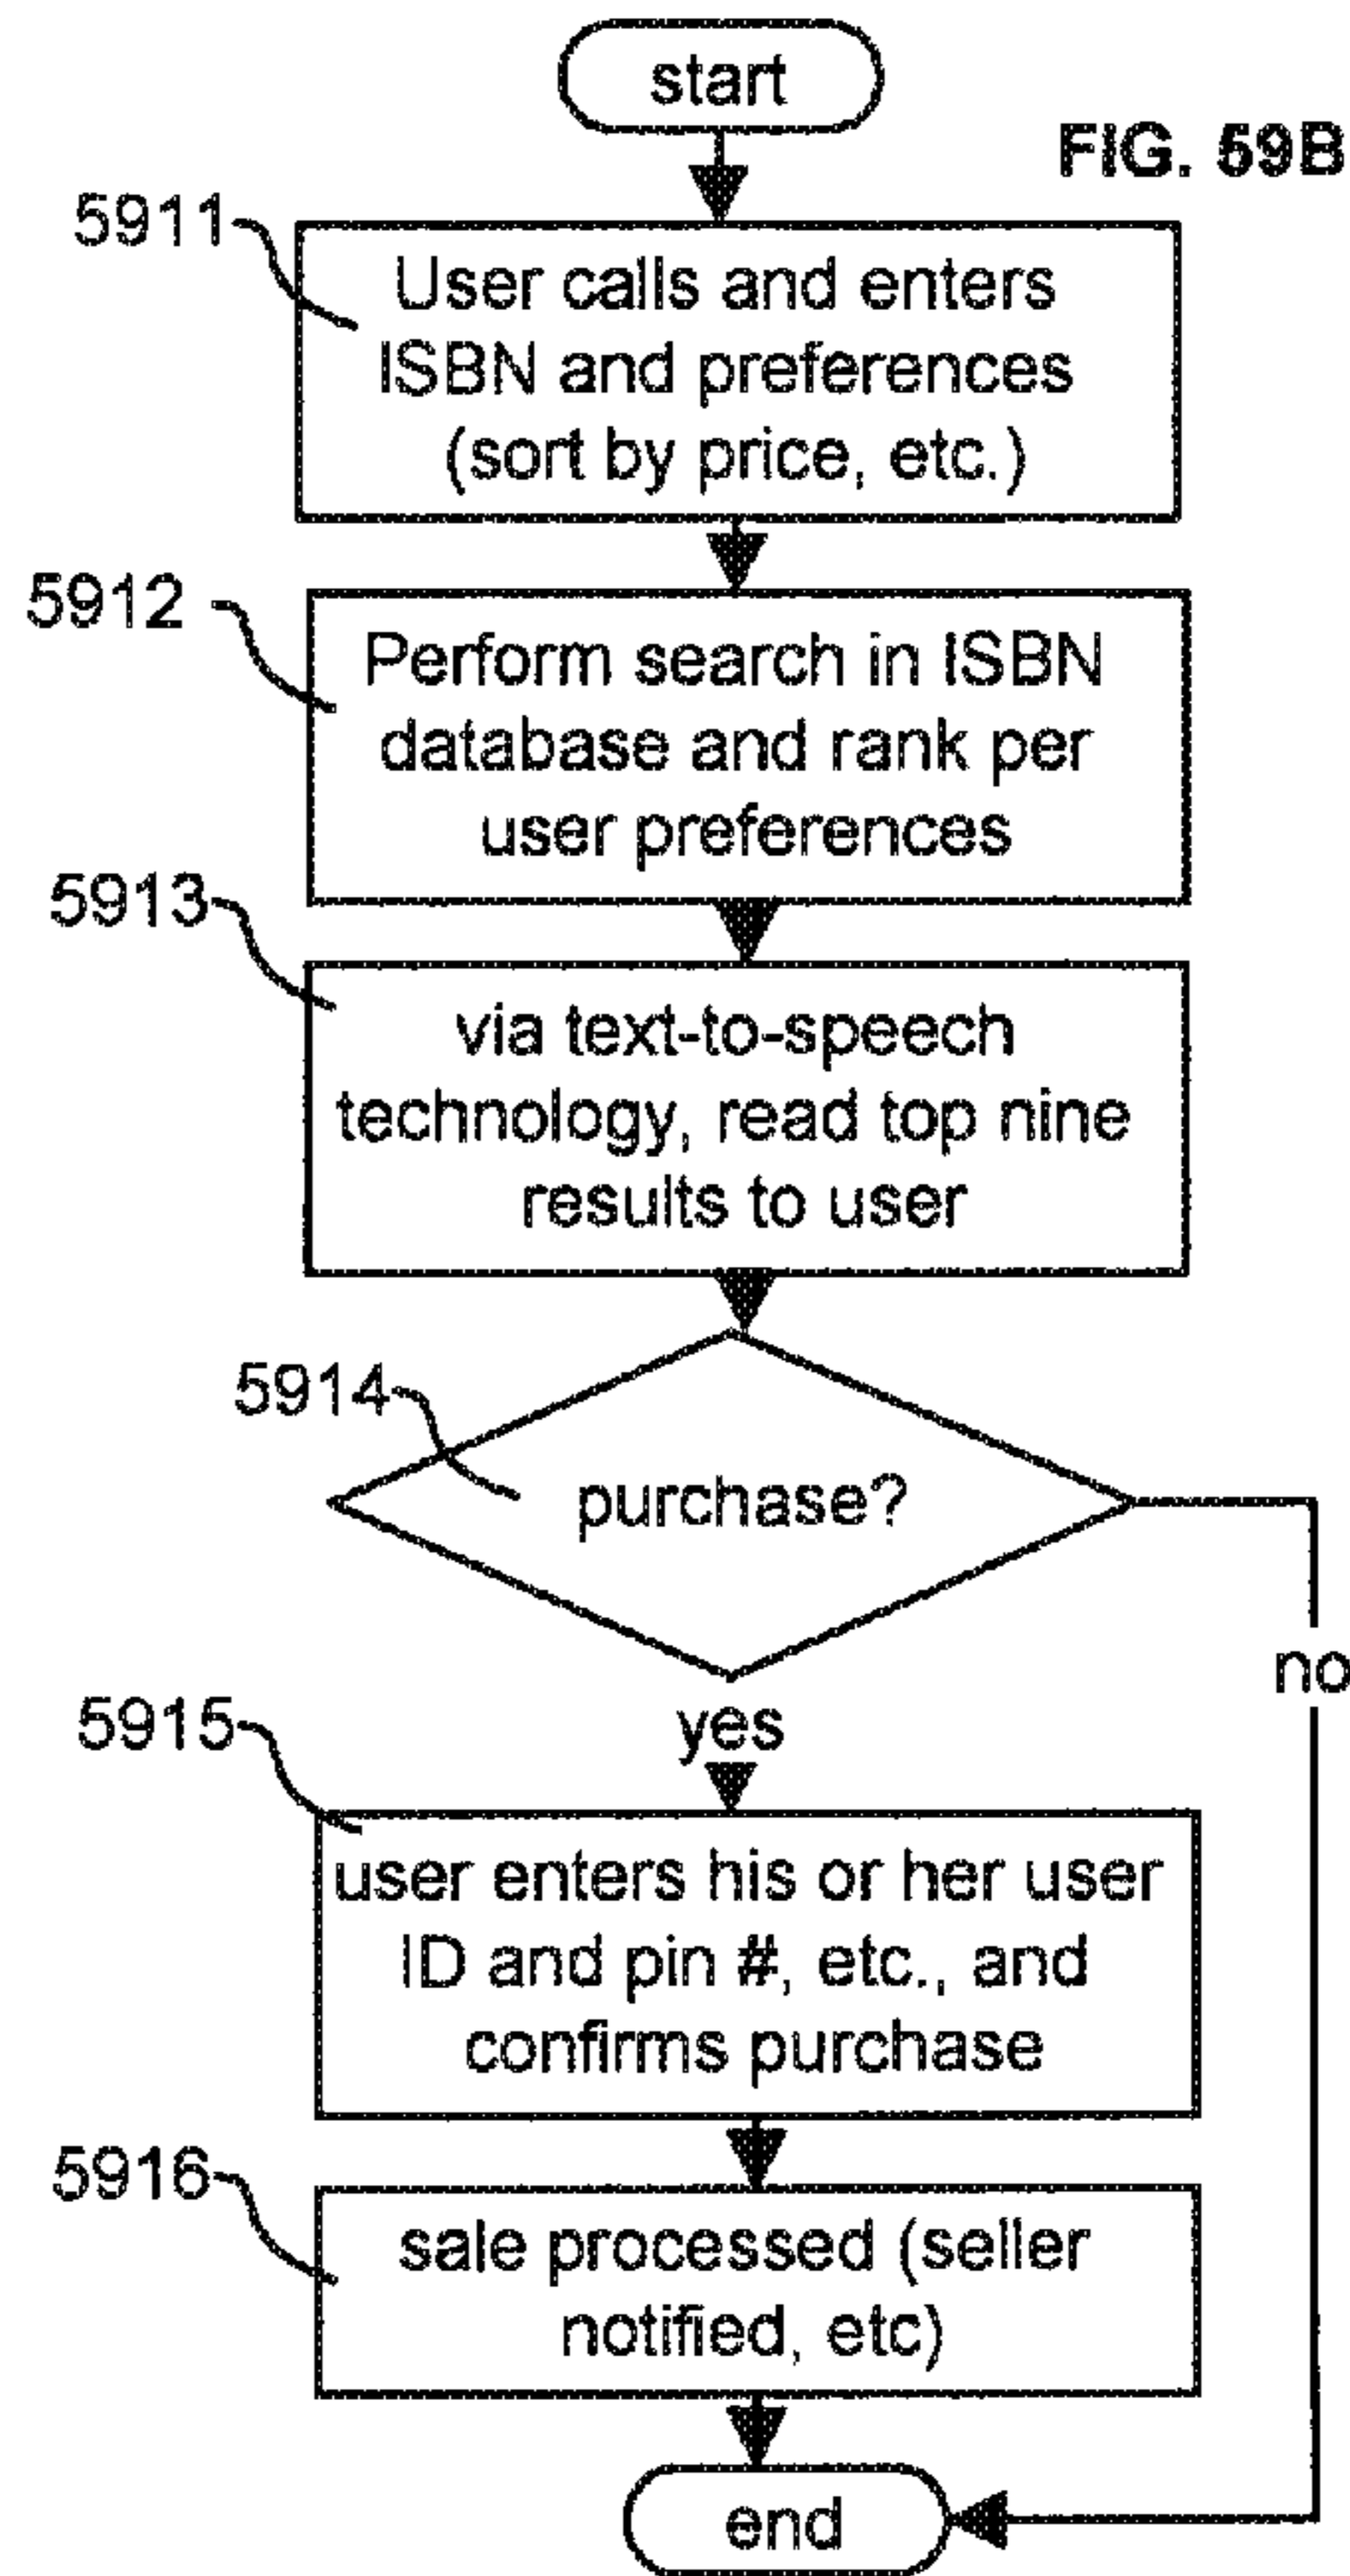 start
FIG. 59B
5911
User calls and enters
ISBN and preferences
(sort by price, etc.)
5912
Perform search in ISBN
database and rank per
user preferences
5913
via text-to-speech
technology, read top nine
results to user
5914
purchase?
no
yes
5915
user enters his or her user
ID and pin #, etc., and
confirms purchase
5916
sale processed (seller
notified, etc)
end